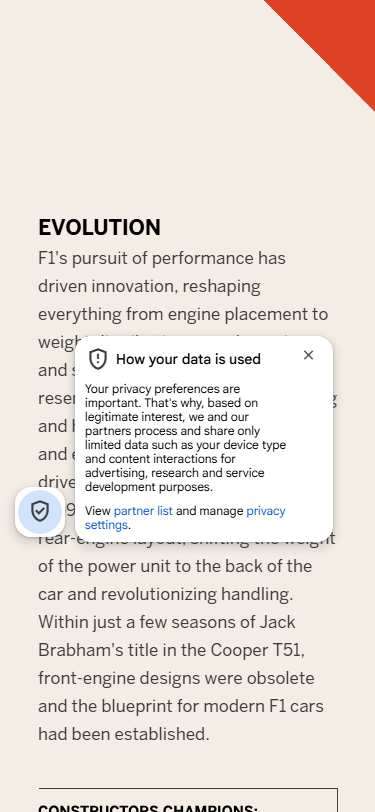 EVOLUTION
F1's pursuit of performance has
driven innovation, reshaping
everything from engine placement to
How your data is used
Your privacy preferences are
important. That's why, based on
legitimate interest, we and our
partners process and share only
limited data such as your device type
and content interactions for
advertising, research and service
development purposes.
View partner list and manage privacy
settings.
and
and
rear-engine layout, shifting the weight
of the power unit to the back of the
car and revolutionizing handling.
Within just a few seasons of Jack
Brabham's title in the Cooper T51,
front-engine designs were obsolete
and the blueprint for modern F1 cars
had been established.
CONSTRUCTORS CHAMPIONS: